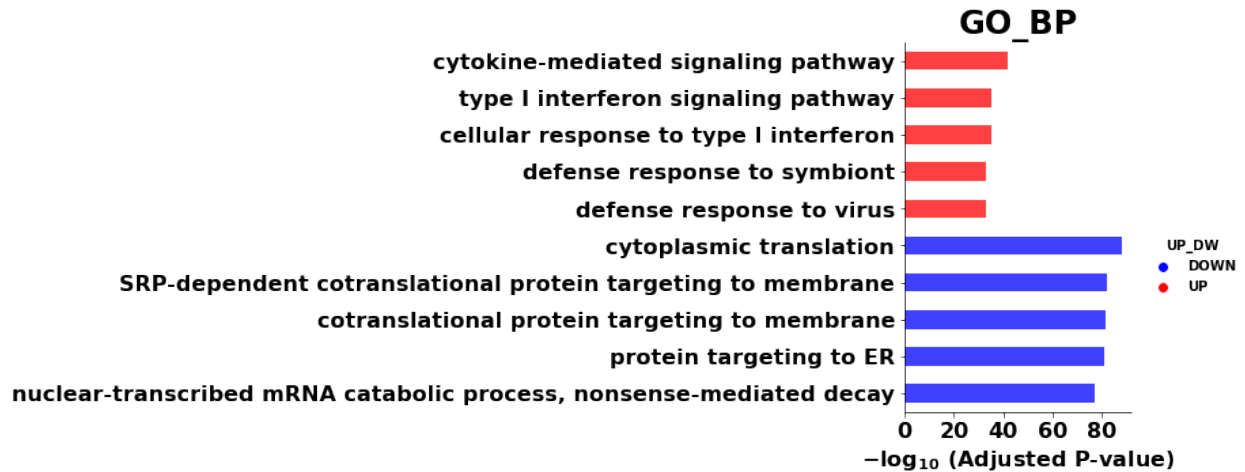 GO_BP
cytokine-mediated signaling pathway
type I interferon signaling pathway
cellular response to type I interferon
defense response to symbiont
defense response to virus
cytoplasmic translation
SRP-dependent cotranslational protein targeting to membrane
cotranslational protein targeting to membrane
protein targeting to ER
nuclear-transcribed mRNA catabolic process, nonsense-mediated decay
UP_DW
DOWN
UP
0 20 40 60 80
−log₁₀ (Adjusted P-value)